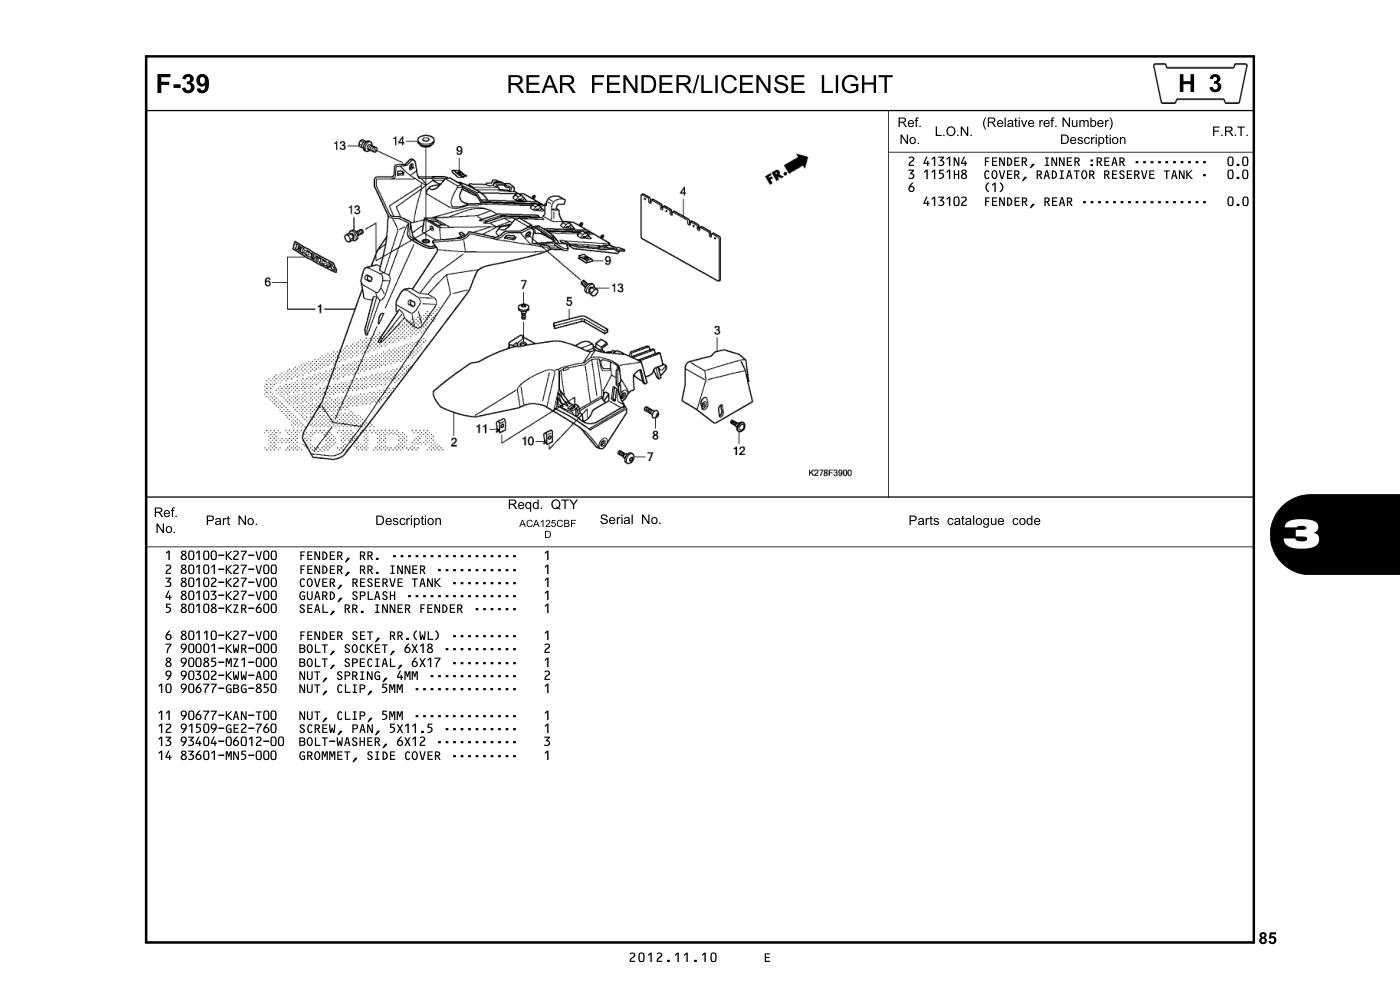 F-39
REAR FENDER/LICENSE LIGHT
H 3
13
14
9
13
FR.
4
9
6
1
7
13
5
3
2
11
10
8
12
7
HONDA
K278F3900
Ref. No. L.O.N. (Relative ref. Number) Description F.R.T.
2 4131N4 FENDER, INNER :REAR ·········· 0.0
3 1151H8 COVER, RADIATOR RESERVE TANK · 0.0
6 (1)
413102 FENDER, REAR ················· 0.0
Ref. No. Part No. Description Reqd. QTY ACA125CBF D Serial No. Parts catalogue code
1 80100-K27-V00 FENDER, RR. ················· 1
2 80101-K27-V00 FENDER, RR. INNER ··········· 1
3 80102-K27-V00 COVER, RESERVE TANK ········· 1
4 80103-K27-V00 GUARD, SPLASH ··············· 1
5 80108-KZR-600 SEAL, RR. INNER FENDER ······ 1
6 80110-K27-V00 FENDER SET, RR.(WL) ········· 1
7 90001-KWR-000 BOLT, SOCKET, 6X18 ·········· 2
8 90085-MZ1-000 BOLT, SPECIAL, 6X17 ········· 1
9 90302-KWW-A00 NUT, SPRING, 4MM ············ 2
10 90677-GBG-850 NUT, CLIP, 5MM ·············· 1
11 90677-KAN-T00 NUT, CLIP, 5MM ·············· 1
12 91509-GE2-760 SCREW, PAN, 5X11.5 ·········· 1
13 93404-06012-00 BOLT-WASHER, 6X12 ··········· 3
14 83601-MN5-000 GROMMET, SIDE COVER ········· 1
3
85
2012.11.10 E